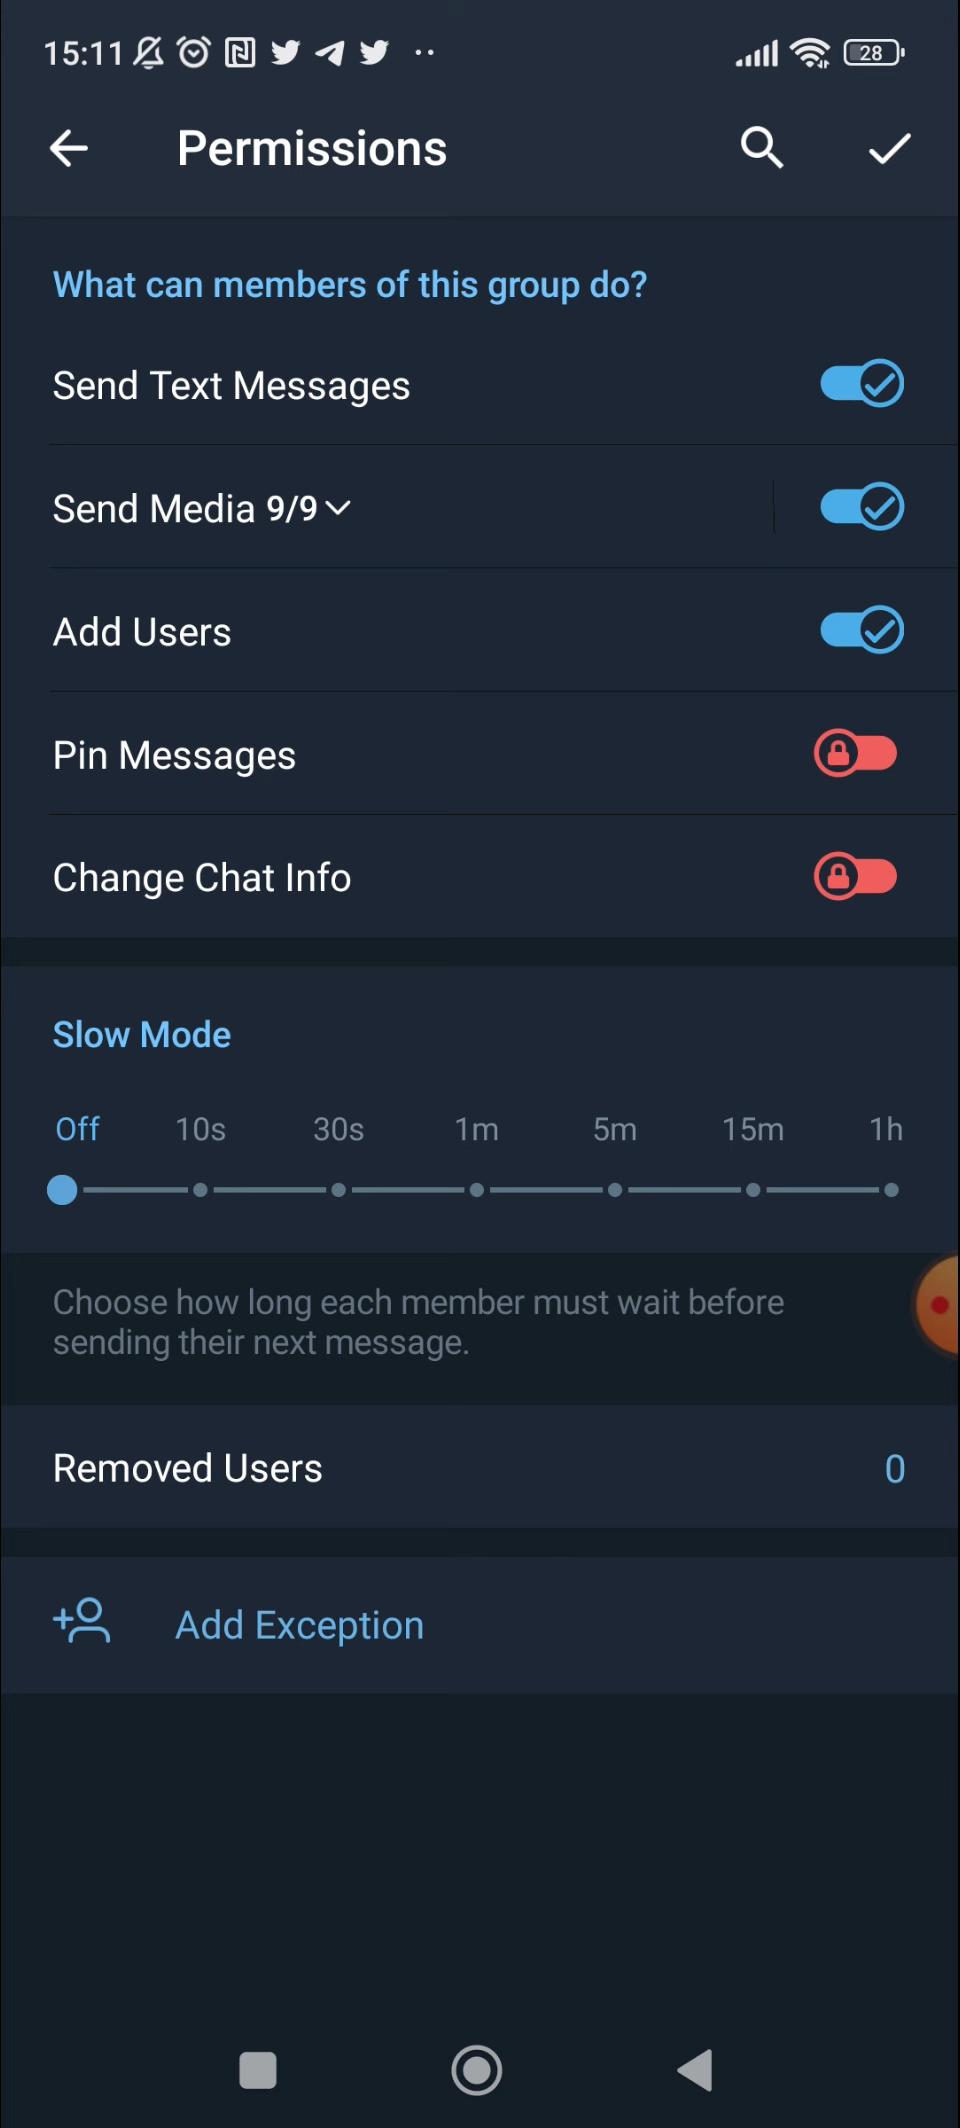 15:11
28
Permissions
What can members of this group do?
Send Text Messages
Send Media 9/9
Add Users
Pin Messages
Change Chat Info
Slow Mode
Off 10s 30s 1m 5m 15m 1h
Choose how long each member must wait before
sending their next message.
Removed Users 0
Add Exception